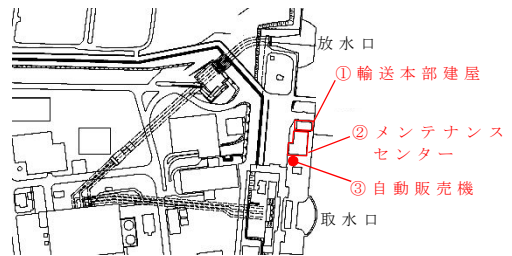 放水口
①輸送本部建屋
②メンテナンス
センター
③自動販売機
取水口